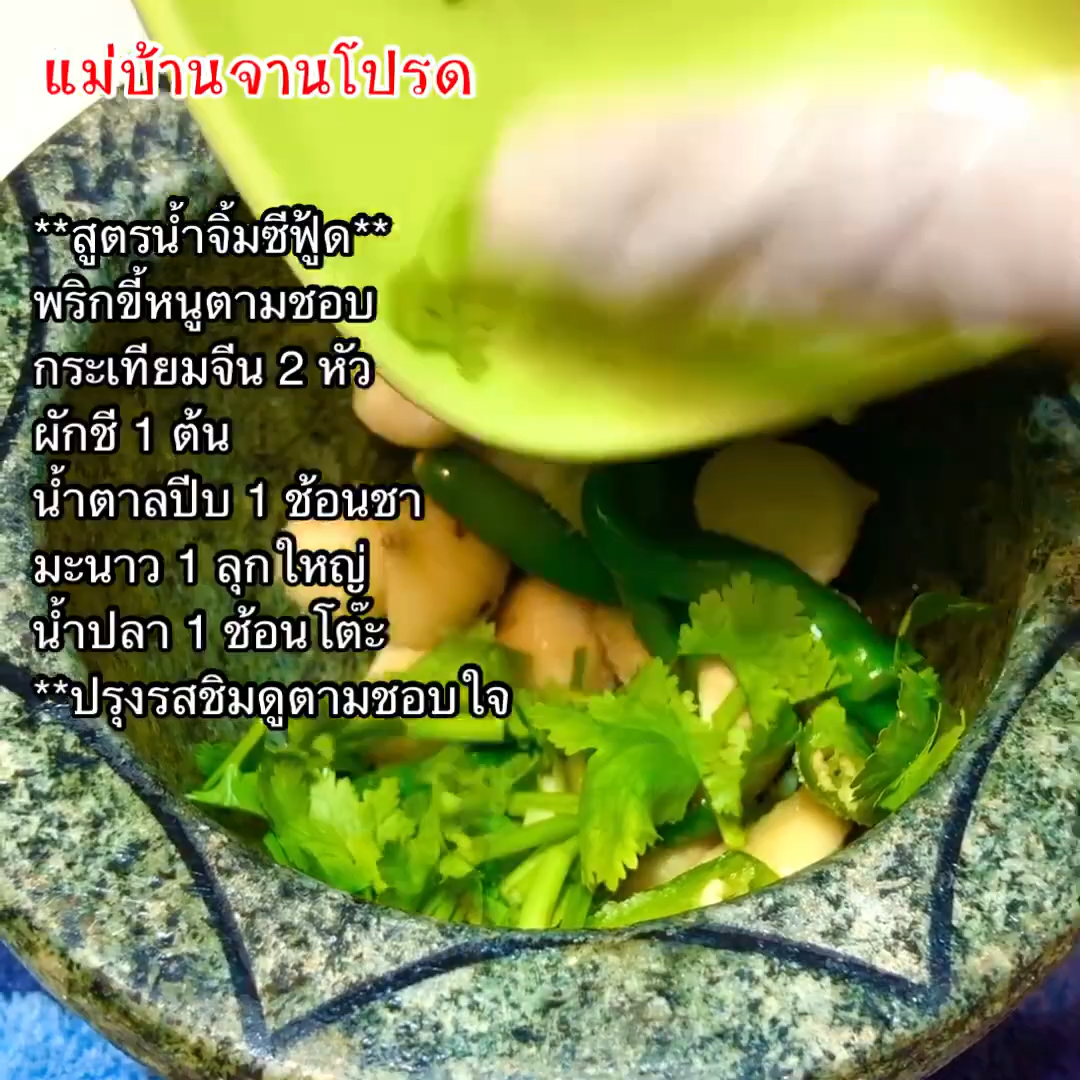 แม่บ้านจานโปรด
**สูตรน้ำจิ้มซีฟู้ด**
พริกขี้หนูตามชอบ
กระเทียมจีน 2 หัว
ผักชี 1 ต้น
น้ำตาลปีบ 1 ช้อนชา
มะนาว 1 ลุกใหญ่
น้ำปลา 1 ช้อนโต๊ะ
**ปรุงรสชิมดูตามชอบใจ